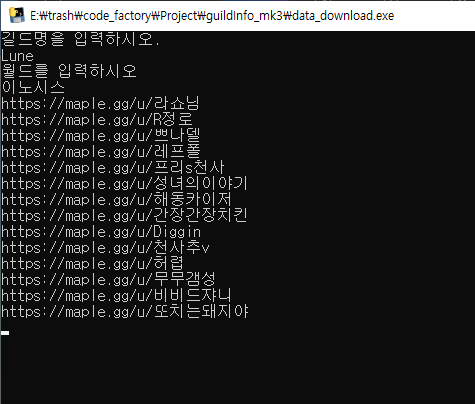 E:₩trash₩code_factory₩Project₩guildInfo_mk3₩data_download.exe
길드명을 입력하시오.
Lune
월드를 입력하시오
이노시스
https://maple.gg/u/라쇼님
https://maple.gg/u/R정로
https://maple.gg/u/쁘나델
https://maple.gg/u/레프폴
https://maple.gg/u/프리s천사
https://maple.gg/u/성녀의이야기
https://maple.gg/u/해동카이저
https://maple.gg/u/간장간장치킨
https://maple.gg/u/Diggin
https://maple.gg/u/천사추v
https://maple.gg/u/허렵
https://maple.gg/u/무무갬성
https://maple.gg/u/비비드쟈니
https://maple.gg/u/또치는돼지야